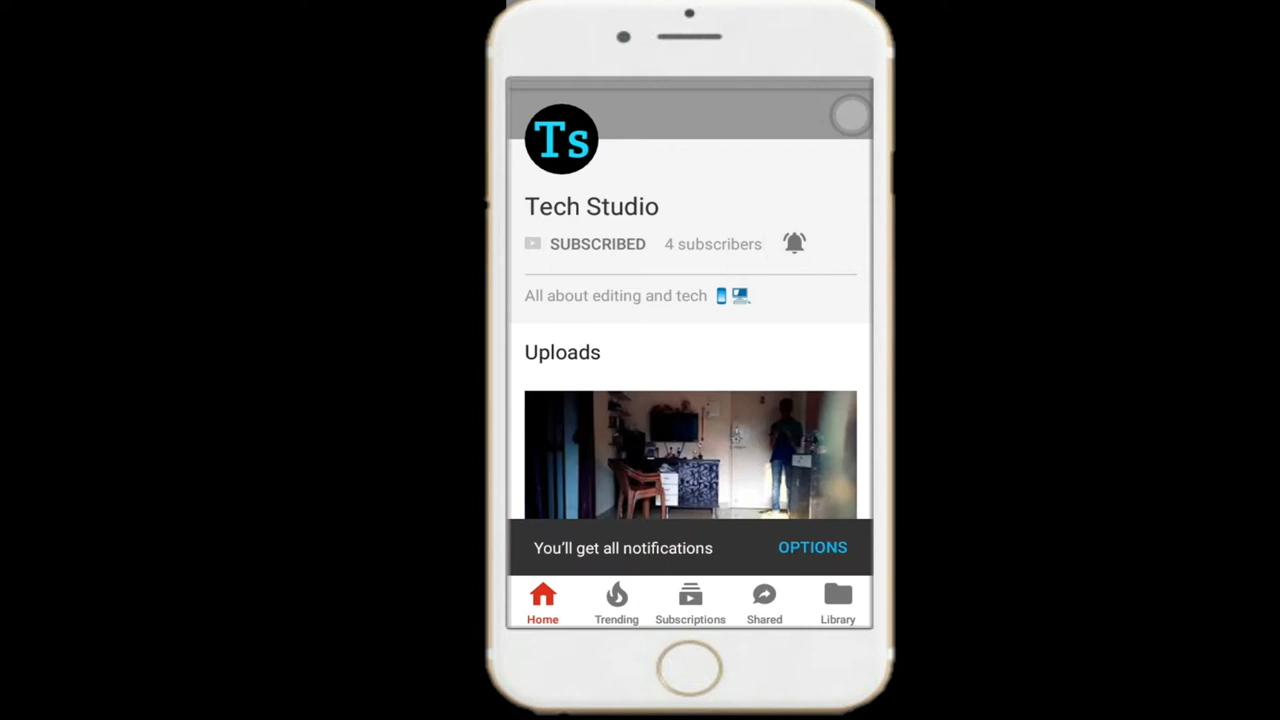 Ts
Tech Studio
SUBSCRIBED 4 subscribers
All about editing and tech
Uploads
You’ll get all notifications OPTIONS
Home Trending Subscriptions Shared Library